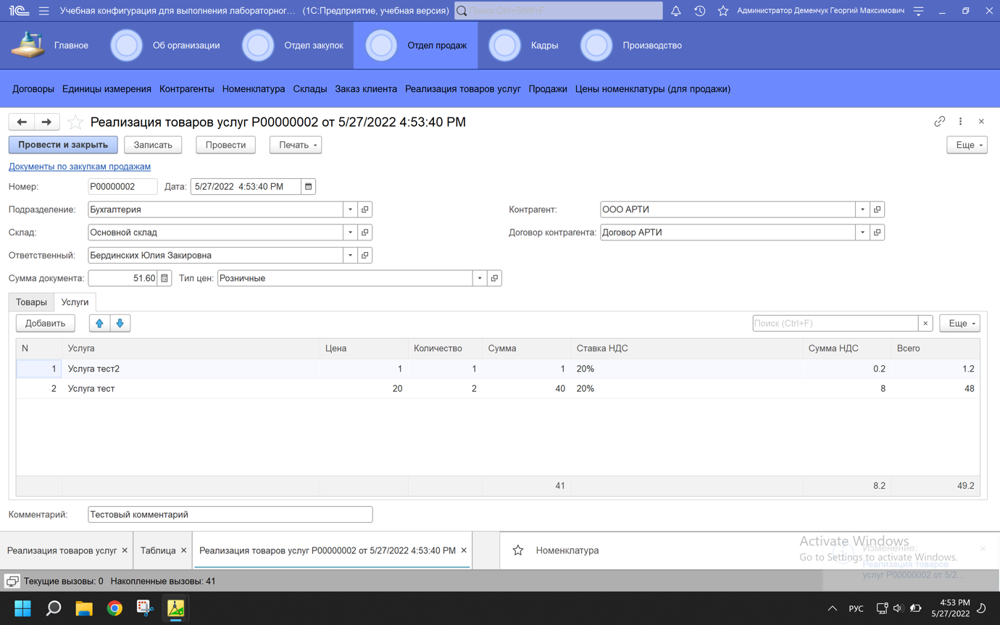 1С Учебная конфигурация для выполнения лабораторног... (1С:Предприятие, учебная версия) Поиск Ctrl+Shift+F Администратор Деменчук Георгий Максимович
Главное Об организации Отдел закупок Отдел продаж Кадры Производство
Договоры Единицы измерения Контрагенты Номенклатура Склады Заказ клиента Реализация товаров услуг Продажи Цены номенклатуры (для продажи)
Реализация товаров услуг Р00000002 от 5/27/2022 4:53:40 PM
Провести и закрыть Записать Провести Печать Еще
Документы по закупкам продажам
Номер: Р00000002 Дата: 5/27/2022 4:53:40 PM
Подразделение: Бухгалтерия Контрагент: ООО АРТИ
Склад: Основной склад Договор контрагента: Договор АРТИ
Ответственный: Бердинских Юлия Закировна
Сумма документа: 51.60 Тип цен: Розничные
Товары Услуги
Добавить Поиск (Ctrl+F) × Еще
N Услуга Цена Количество Сумма Ставка НДС Сумма НДС Всего
1 Услуга тест2 1 1 1 20% 0.2 1.2
2 Услуга тест 20 2 40 20% 8 48
41 8.2 49.2
Комментарий: Тестовый комментарий
Реализация товаров услуг × Таблица × Реализация товаров услуг Р00000002 от 5/27/2022 4:53:40 PM × Номенклатура
Activate Windows
Go to Settings to activate Windows.
Изменение:
Реализация товаров
услуг Р00000002 от 5/2...
Текущие вызовы: 0 Накопленные вызовы: 41
РУС 4:53 PM
5/27/2022